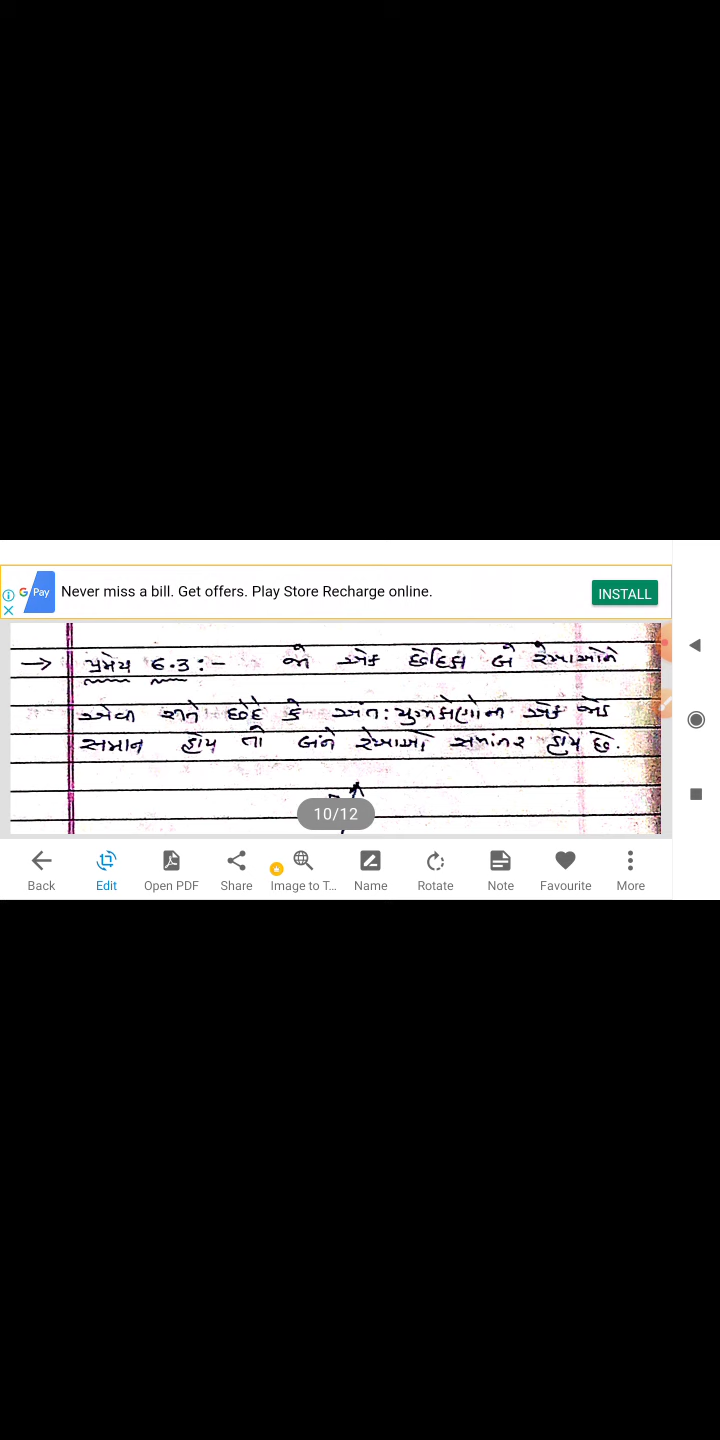 G Pay Never miss a bill. Get offers. Play Store Recharge online. INSTALL
→ પ્રમેય 6.3 :- જો એક છેદિકા બે રેખાઓને
એવી રીતે છેદે કે અંત:યુગ્મકોણોની એક જોડ
સમાન હોય તો બંને રેખાઓ સમાંતર હોય છે.
10/12
Back Edit Open PDF Share Image to T... Name Rotate Note Favourite More